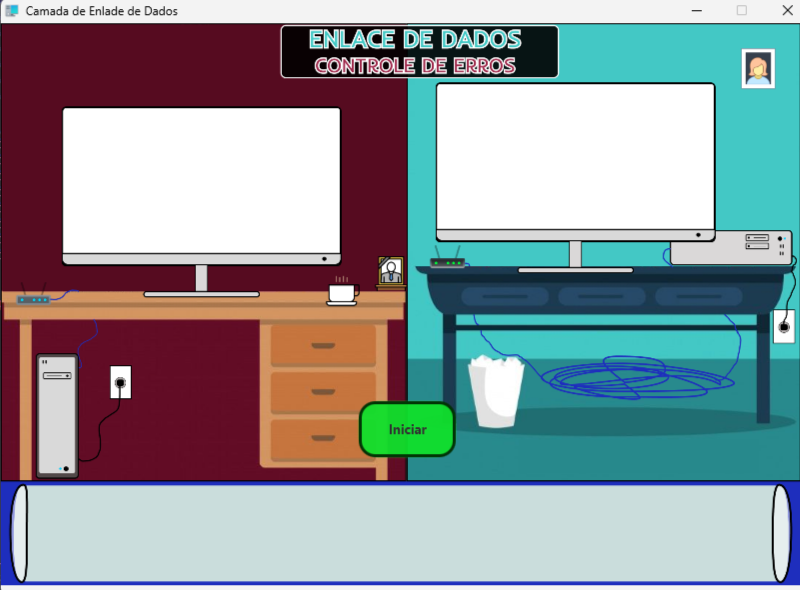 Camada de Enlade de Dados
ENLACE DE DADOS
CONTROLE DE ERROS
Iniciar